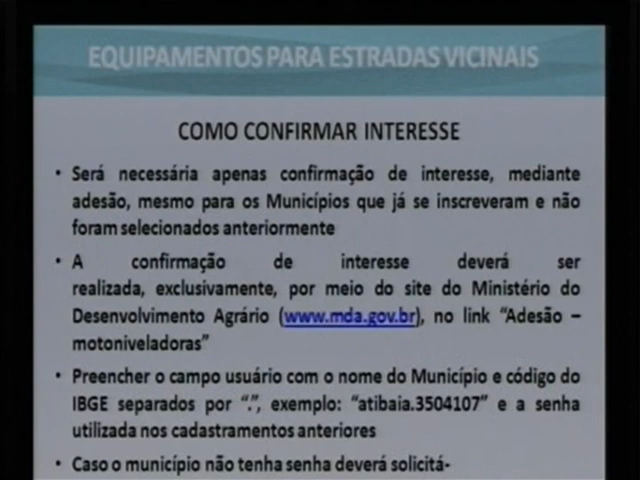 EQUIPAMENTOS PARA ESTRADAS VICINAIS
COMO CONFIRMAR INTERESSE
• Será necessária apenas confirmação de interesse, mediante
adesão, mesmo para os Municípios que já se inscreveram e não
foram selecionados anteriormente
• A confirmação de interesse deverá ser
realizada, exclusivamente, por meio do site do Ministério do
Desenvolvimento Agrário (www.mda.gov.br), no link “Adesão –
motoniveladoras”
• Preencher o campo usuário com o nome do Município e código do
IBGE separados por “.”, exemplo: “atibaia.3504107” e a senha
utilizada nos cadastramentos anteriores
• Caso o município não tenha senha deverá solicitá-